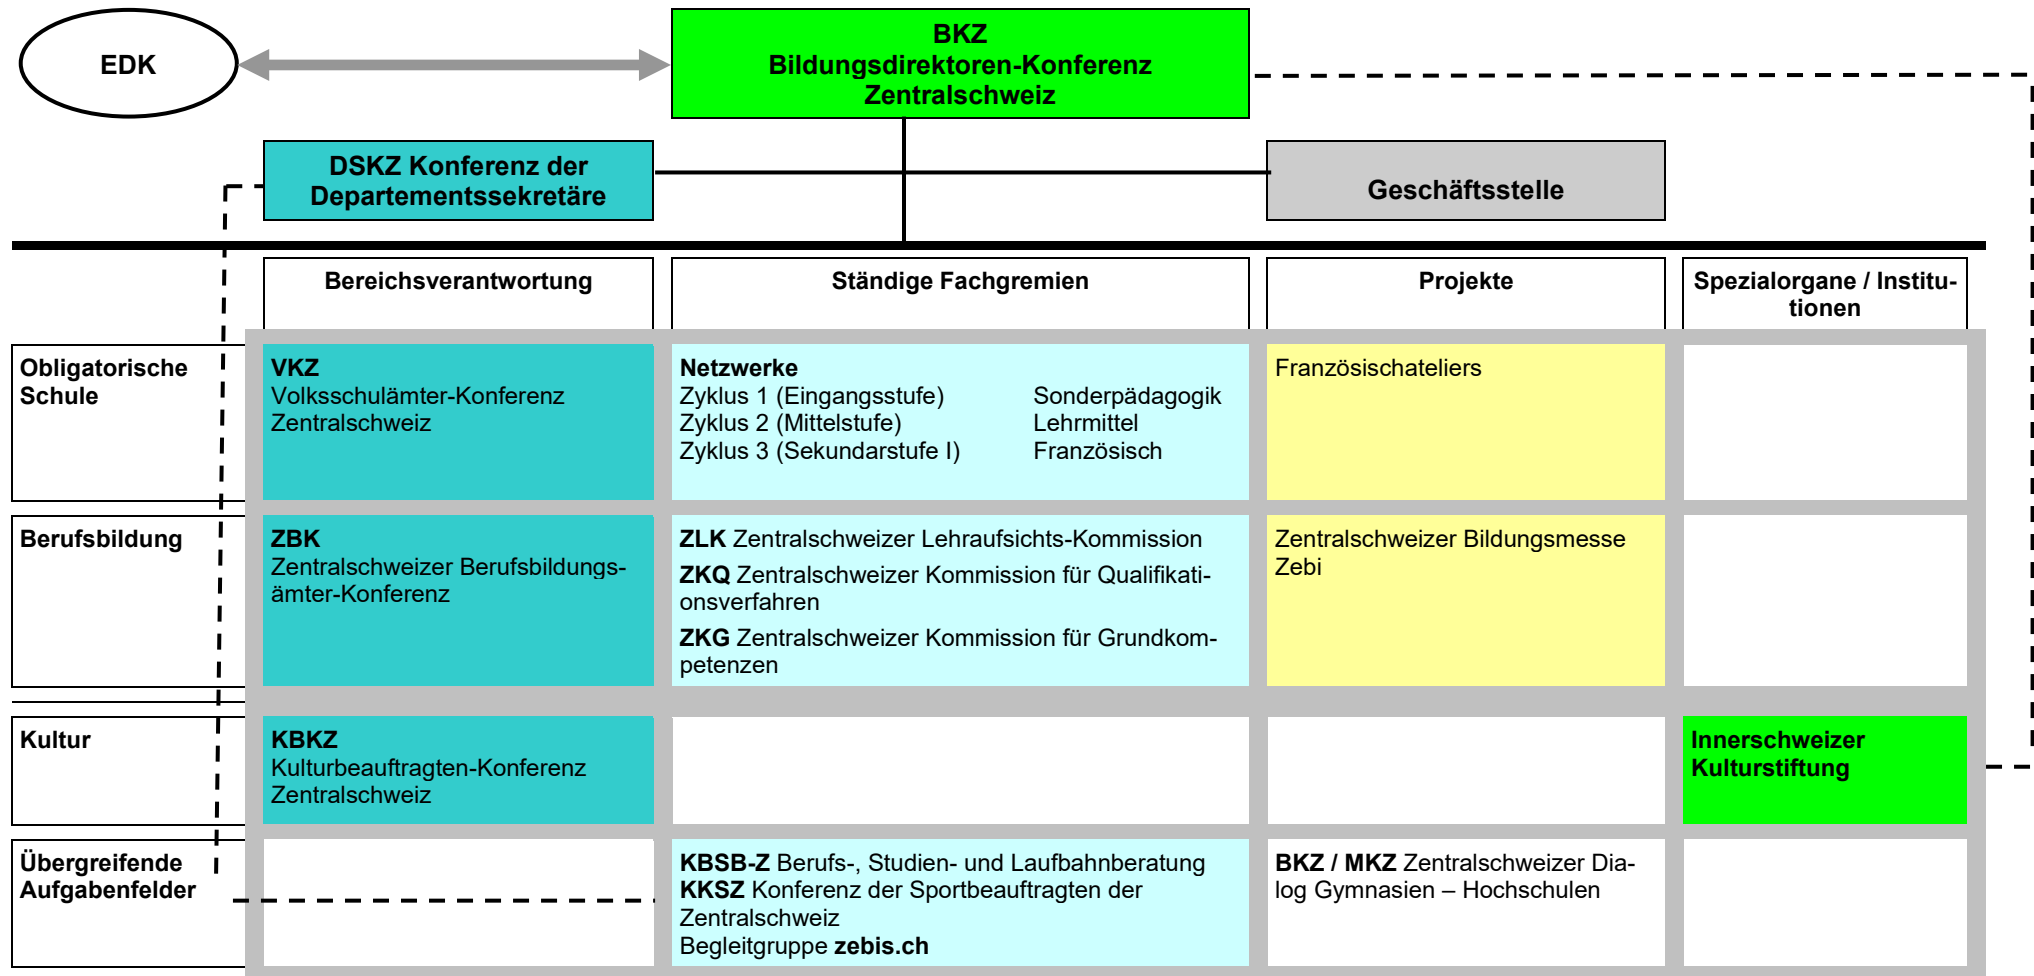 EDK
BKZ
Bildungsdirektoren-Konferenz
Zentralschweiz
DSKZ Konferenz der
Departementssekretäre
Geschäftsstelle
Bereichsverantwortung
Ständige Fachgremien
Projekte
Spezialorgane / Institu-
tionen
Obligatorische
Schule
VKZ
Volksschulämter-Konferenz
Zentralschweiz
Netzwerke
Zyklus 1 (Eingangsstufe) Sonderpädagogik
Zyklus 2 (Mittelstufe) Lehrmittel
Zyklus 3 (Sekundarstufe I) Französisch
Französischateliers
Berufsbildung
ZBK
Zentralschweizer Berufsbildungs-
ämter-Konferenz
ZLK Zentralschweizer Lehraufsichts-Kommission
ZKQ Zentralschweizer Kommission für Qualifikati-
onsverfahren
ZKG Zentralschweizer Kommission für Grundkom-
petenzen
Zentralschweizer Bildungsmesse
Zebi
Kultur
KBKZ
Kulturbeauftragten-Konferenz
Zentralschweiz
Innerschweizer
Kulturstiftung
Übergreifende
Aufgabenfelder
KBSB-Z Berufs-, Studien- und Laufbahnberatung
KKSZ Konferenz der Sportbeauftragten der
Zentralschweiz
Begleitgruppe zebis.ch
BKZ / MKZ Zentralschweizer Dia-
log Gymnasien – Hochschulen